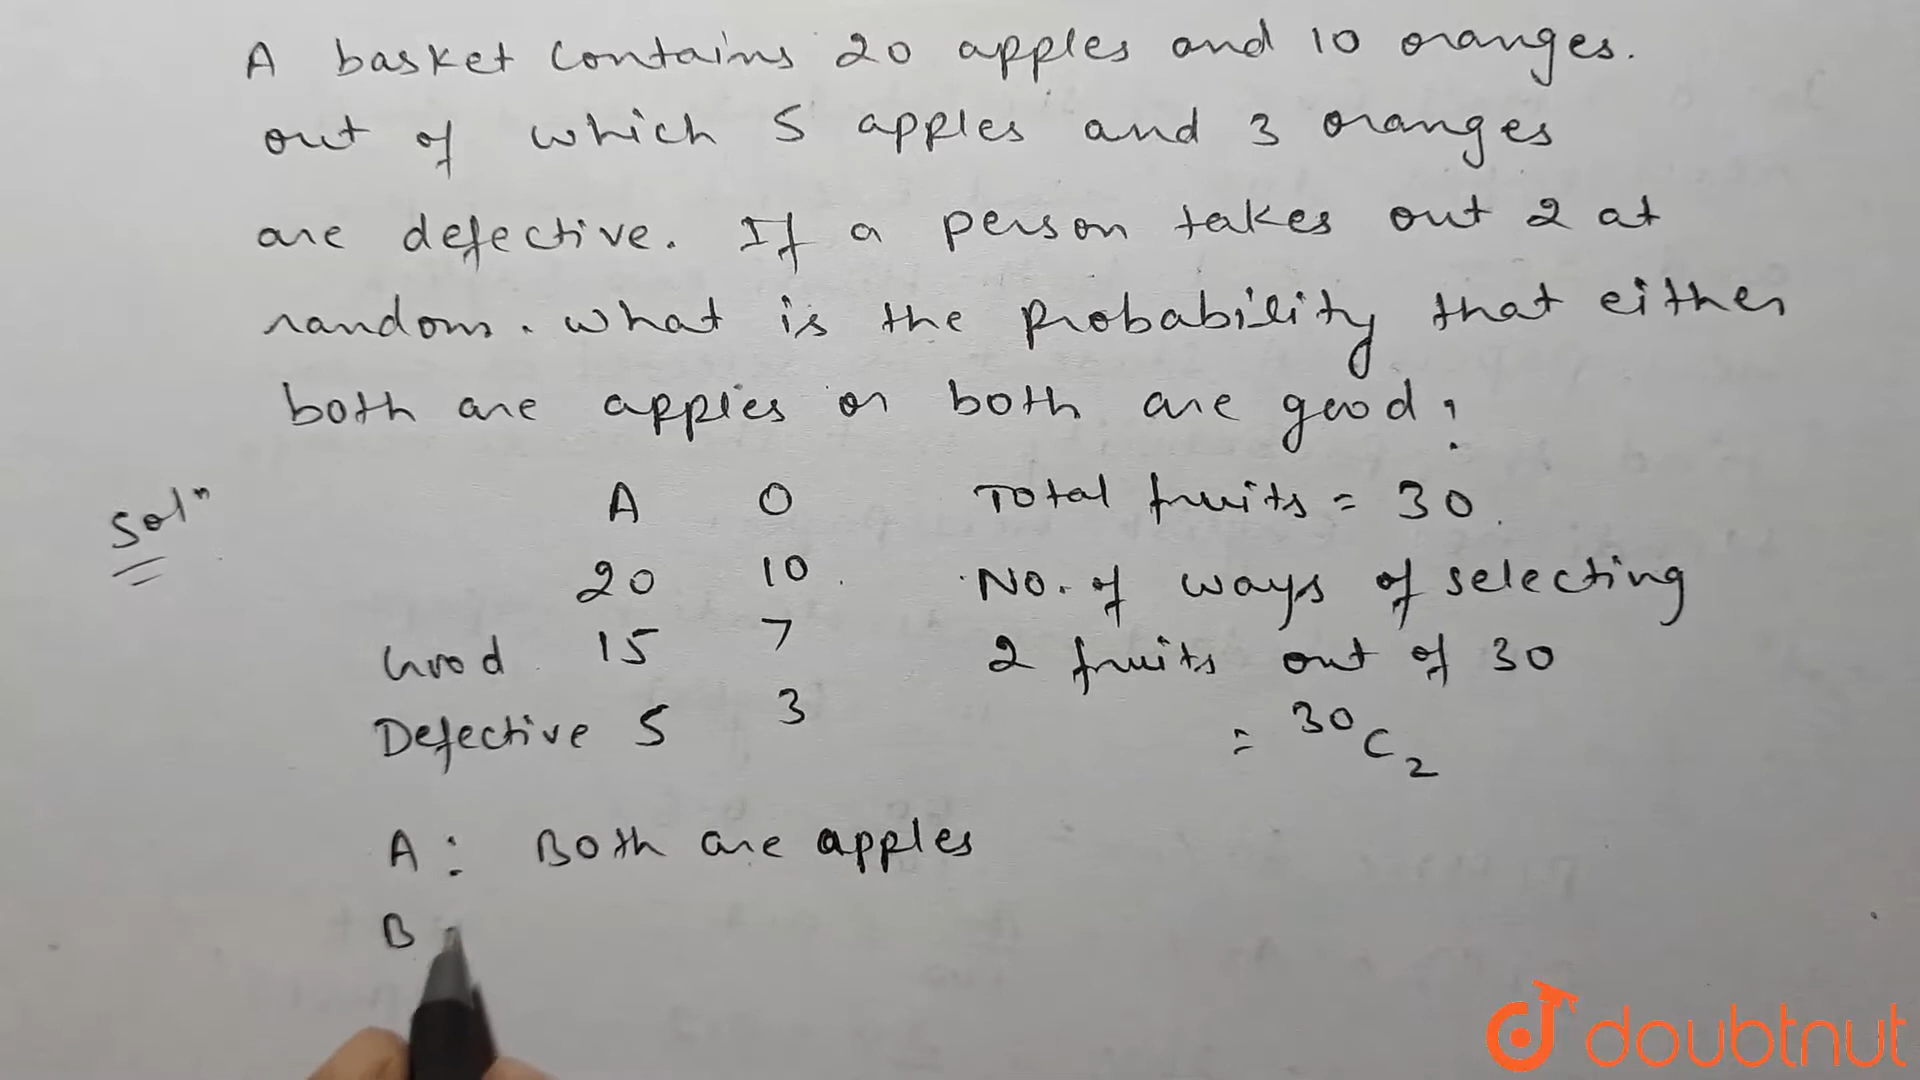 A basket contains 20 apples and 10 oranges.
out of which 5 apples and 3 oranges
are defective. If a person takes out 2 at
random. what is the probability that either
both are apples or both are good?
Solⁿ
A O
20 10
Good 15 7
Defective 5 3
Total fruits = 30.
No. of ways of selecting
2 fruits out of 30
= ³⁰C₂
A : Both are apples
B :
doubtnut